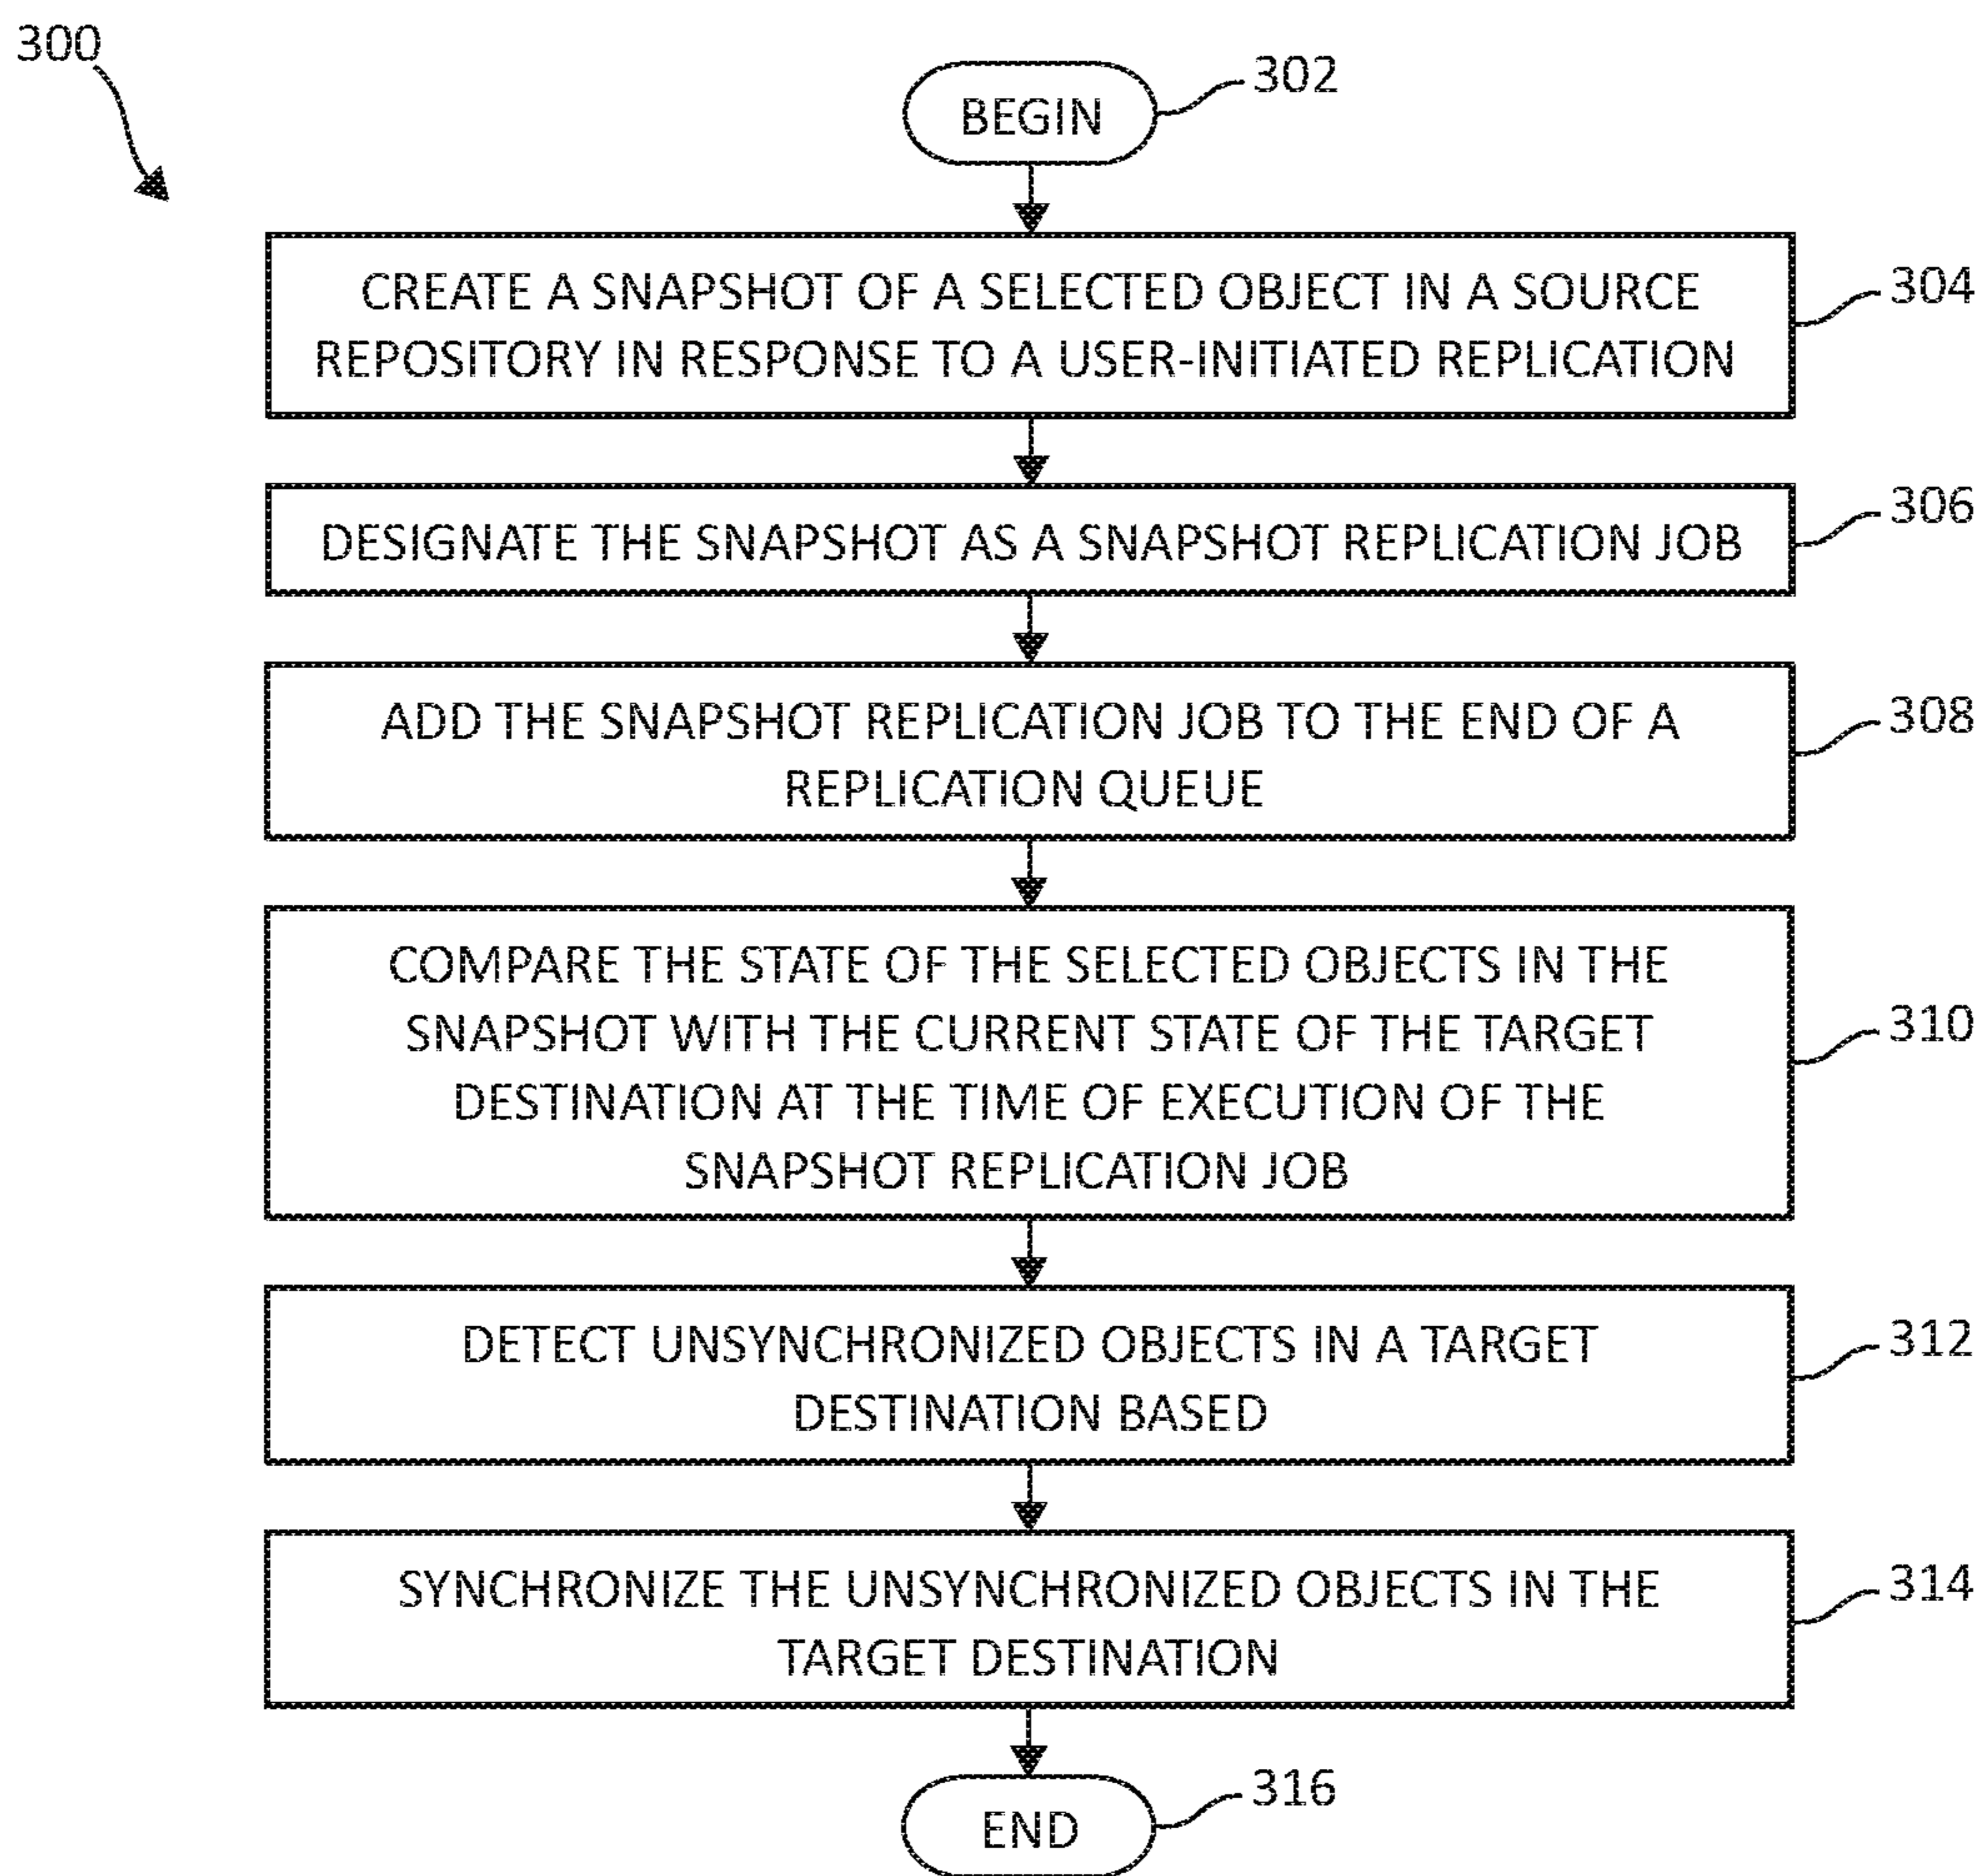 300
BEGIN
302
CREATE A SNAPSHOT OF A SELECTED OBJECT IN A SOURCE
REPOSITORY IN RESPONSE TO A USER-INITIATED REPLICATION
304
DESIGNATE THE SNAPSHOT AS A SNAPSHOT REPLICATION JOB
306
ADD THE SNAPSHOT REPLICATION JOB TO THE END OF A
REPLICATION QUEUE
308
COMPARE THE STATE OF THE SELECTED OBJECTS IN THE
SNAPSHOT WITH THE CURRENT STATE OF THE TARGET
DESTINATION AT THE TIME OF EXECUTION OF THE
SNAPSHOT REPLICATION JOB
310
DETECT UNSYNCHRONIZED OBJECTS IN A TARGET
DESTINATION BASED
312
SYNCHRONIZE THE UNSYNCHRONIZED OBJECTS IN THE
TARGET DESTINATION
314
END
316